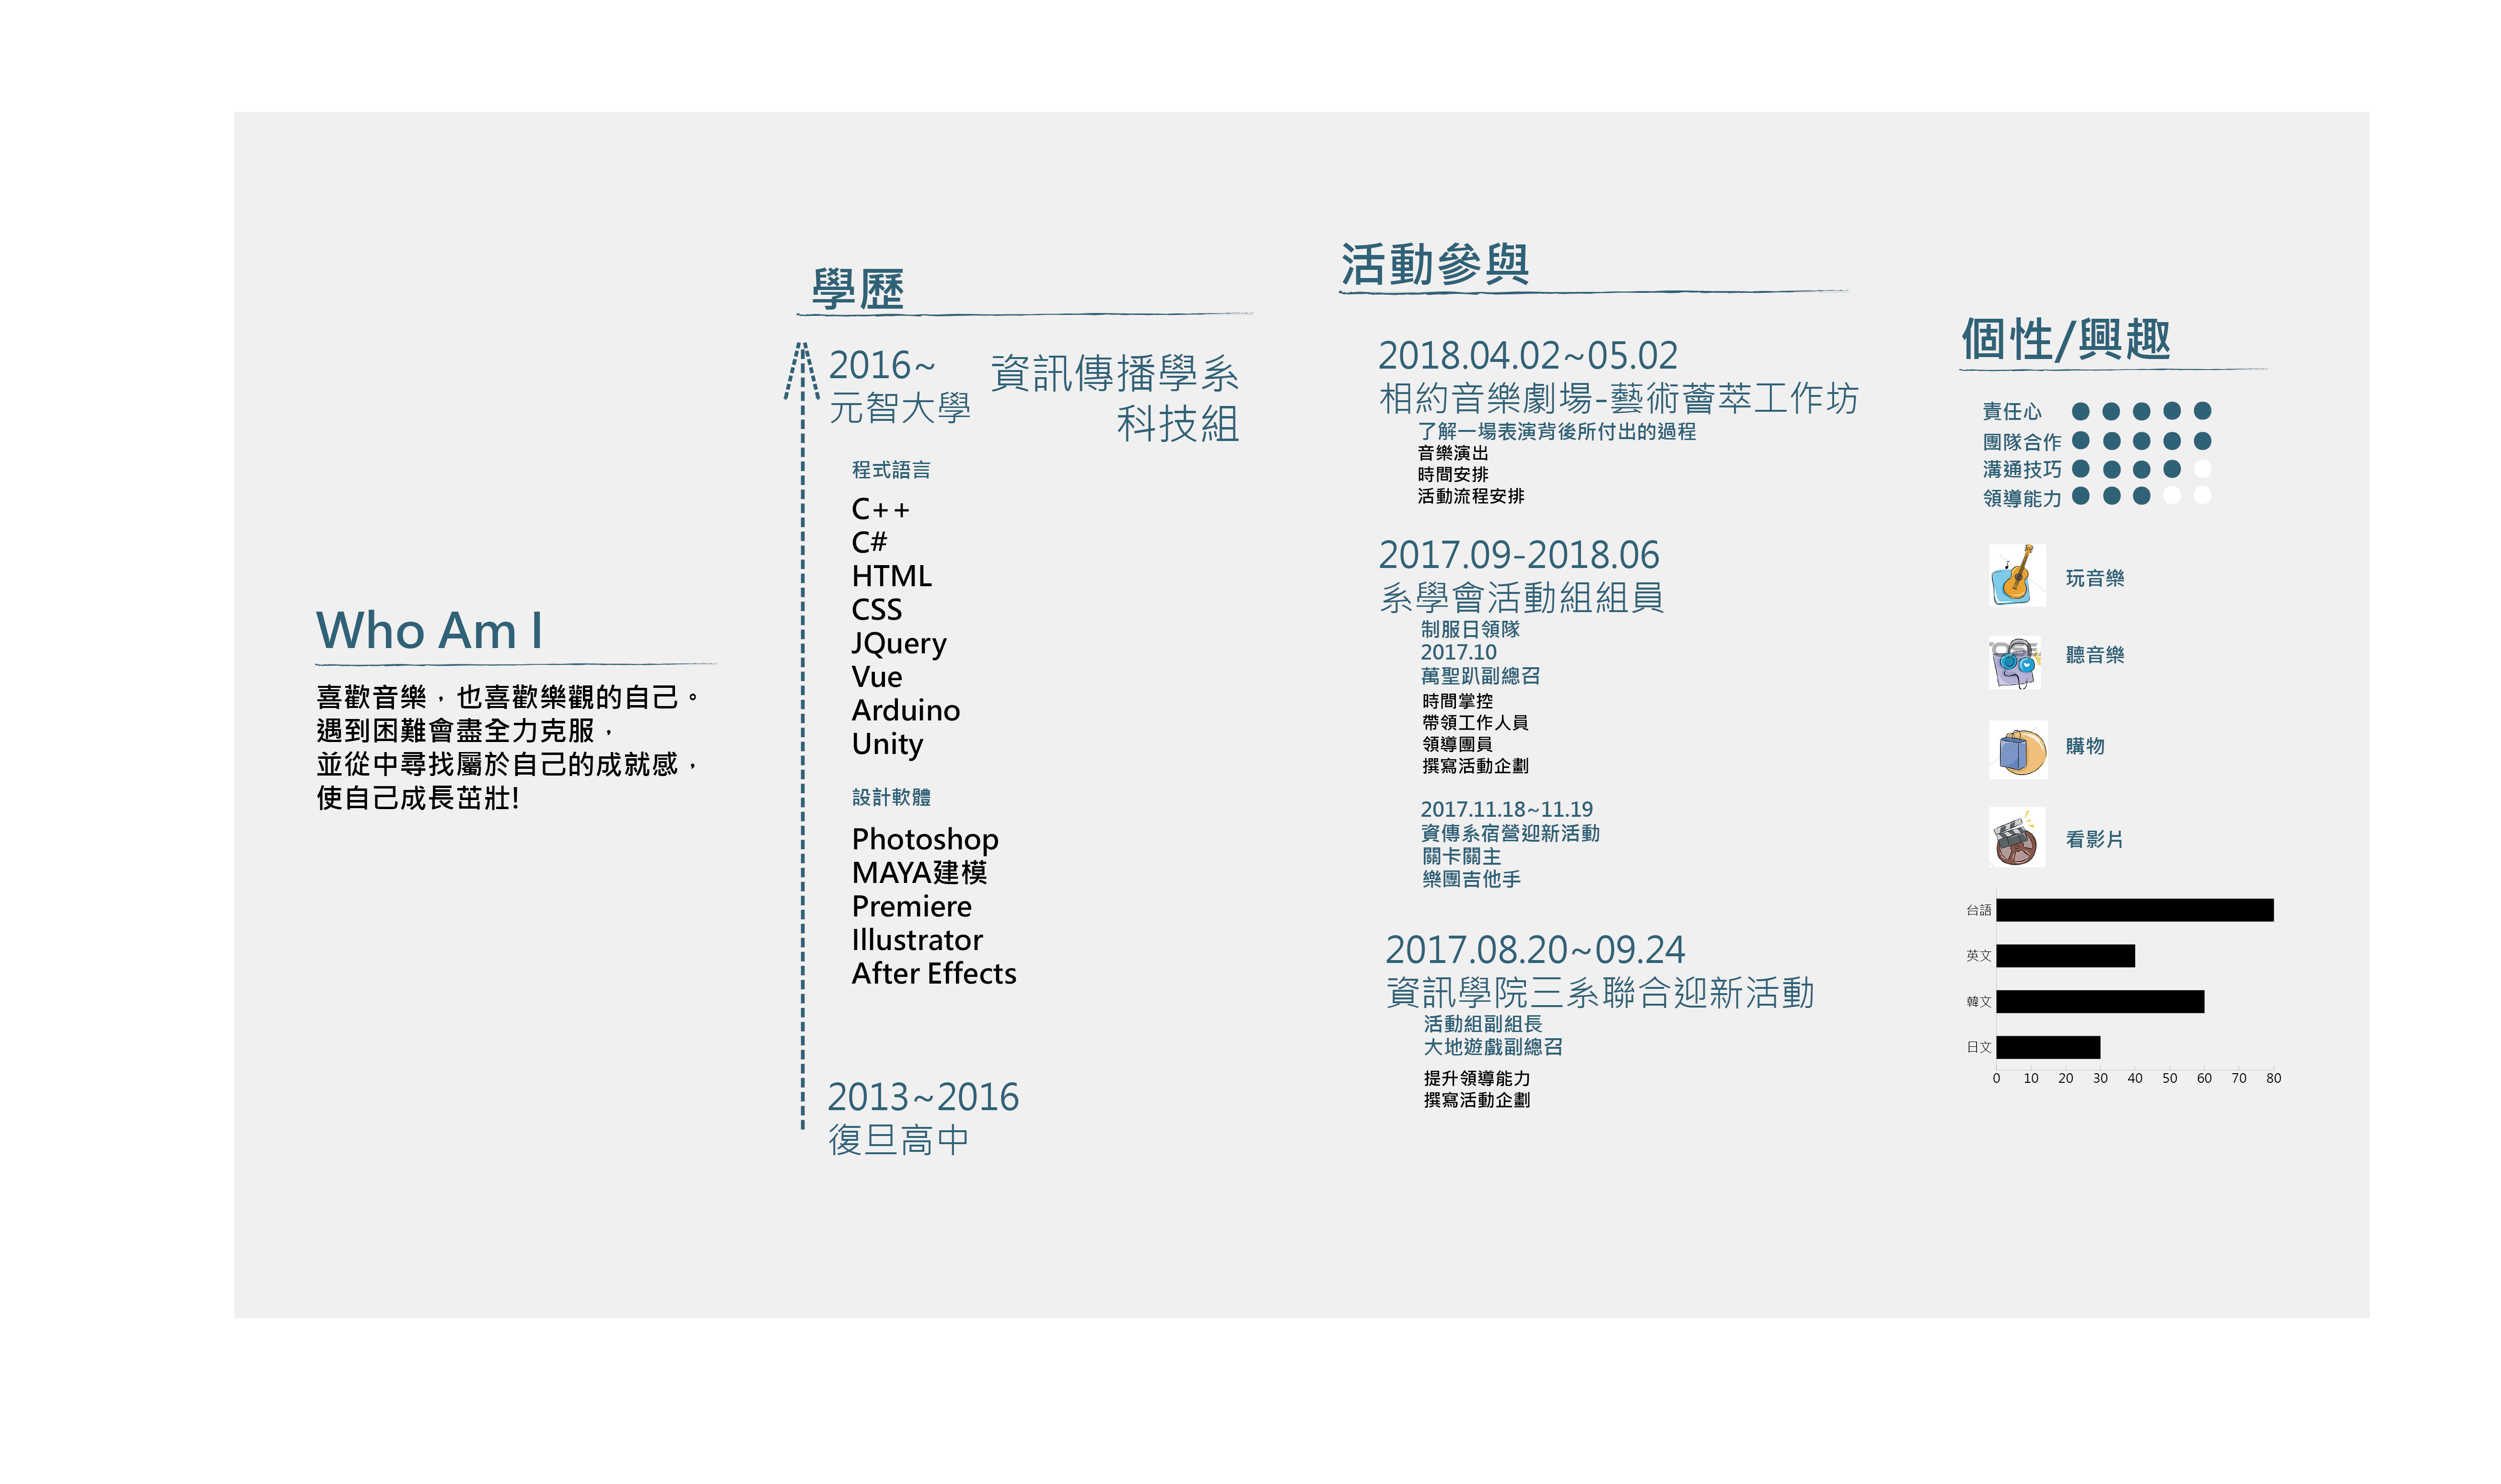 Who Am I
喜歡音樂，也喜歡樂觀的自己。
遇到困難會盡全力克服，
並從中尋找屬於自己的成就感，
使自己成長茁壯!
學歷
2016~
元智大學
資訊傳播學系
科技組
程式語言
C++
C#
HTML
CSS
JQuery
Vue
Arduino
Unity
設計軟體
Photoshop
MAYA建模
Premiere
Illustrator
After Effects
2013~2016
復旦高中
活動參與
2018.04.02~05.02
相約音樂劇場-藝術薈萃工作坊
了解一場表演背後所付出的過程
音樂演出
時間安排
活動流程安排
2017.09-2018.06
系學會活動組組員
制服日領隊
2017.10
萬聖趴副總召
時間掌控
帶領工作人員
領導團員
撰寫活動企劃
2017.11.18~11.19
資傳系宿營迎新活動
關卡關主
樂團吉他手
2017.08.20~09.24
資訊學院三系聯合迎新活動
活動組副組長
大地遊戲副總召
提升領導能力
撰寫活動企劃
個性/興趣
責任心
團隊合作
溝通技巧
領導能力
玩音樂
聽音樂
購物
看影片
台語
英文
韓文
日文
0 10 20 30 40 50 60 70 80